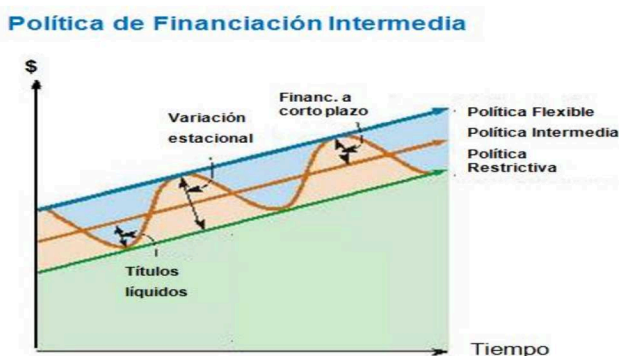 Política de Financiación Intermedia
$
Variación
estacional
Financ. a
corto plazo
Política Flexible
Política Intermedia
Política
Restrictiva
Títulos
líquidos
Tiempo